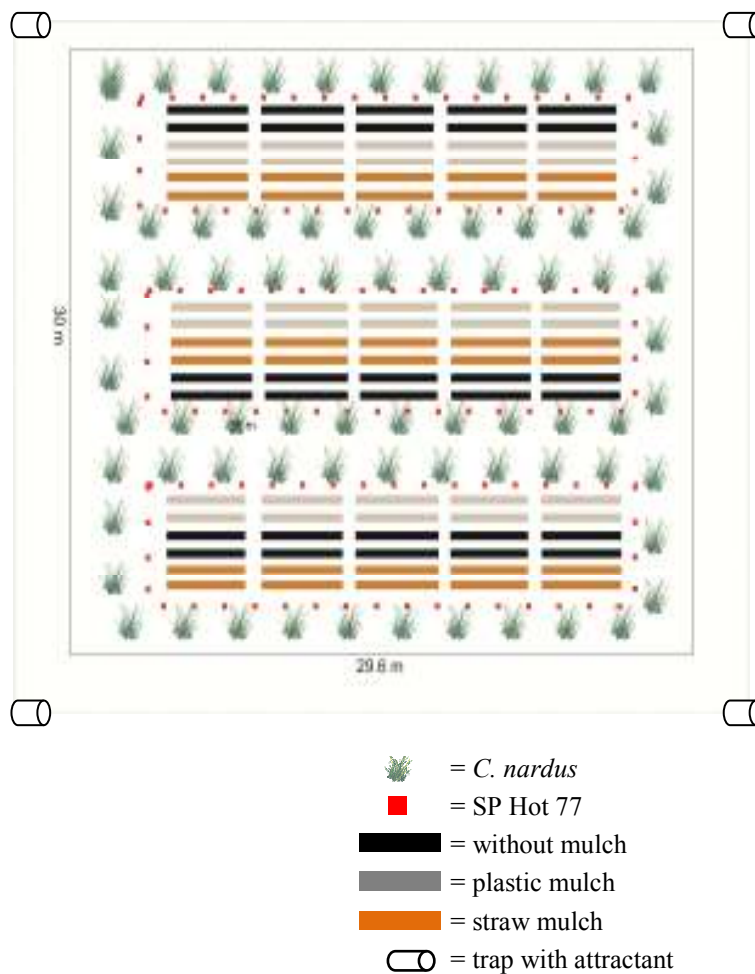 30 m
29.6 m
= C. nardus
= SP Hot 77
= without mulch
= plastic mulch
= straw mulch
= trap with attractant